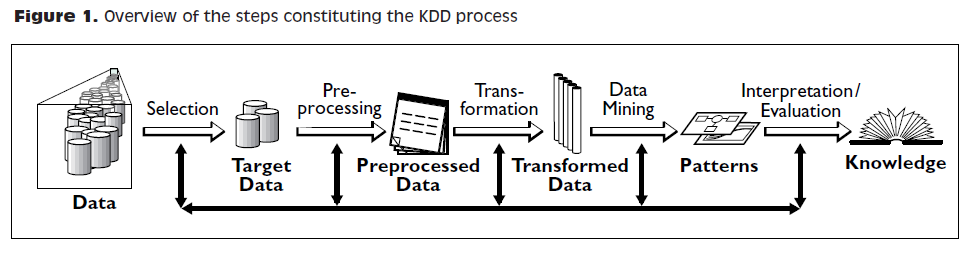 Figure 1. Overview of the steps constituting the KDD process
Selection
Pre-
processing
Trans-
formation
Data
Mining
Interpretation/
Evaluation
Data
Target
Data
Preprocessed
Data
Transformed
Data
Patterns
Knowledge